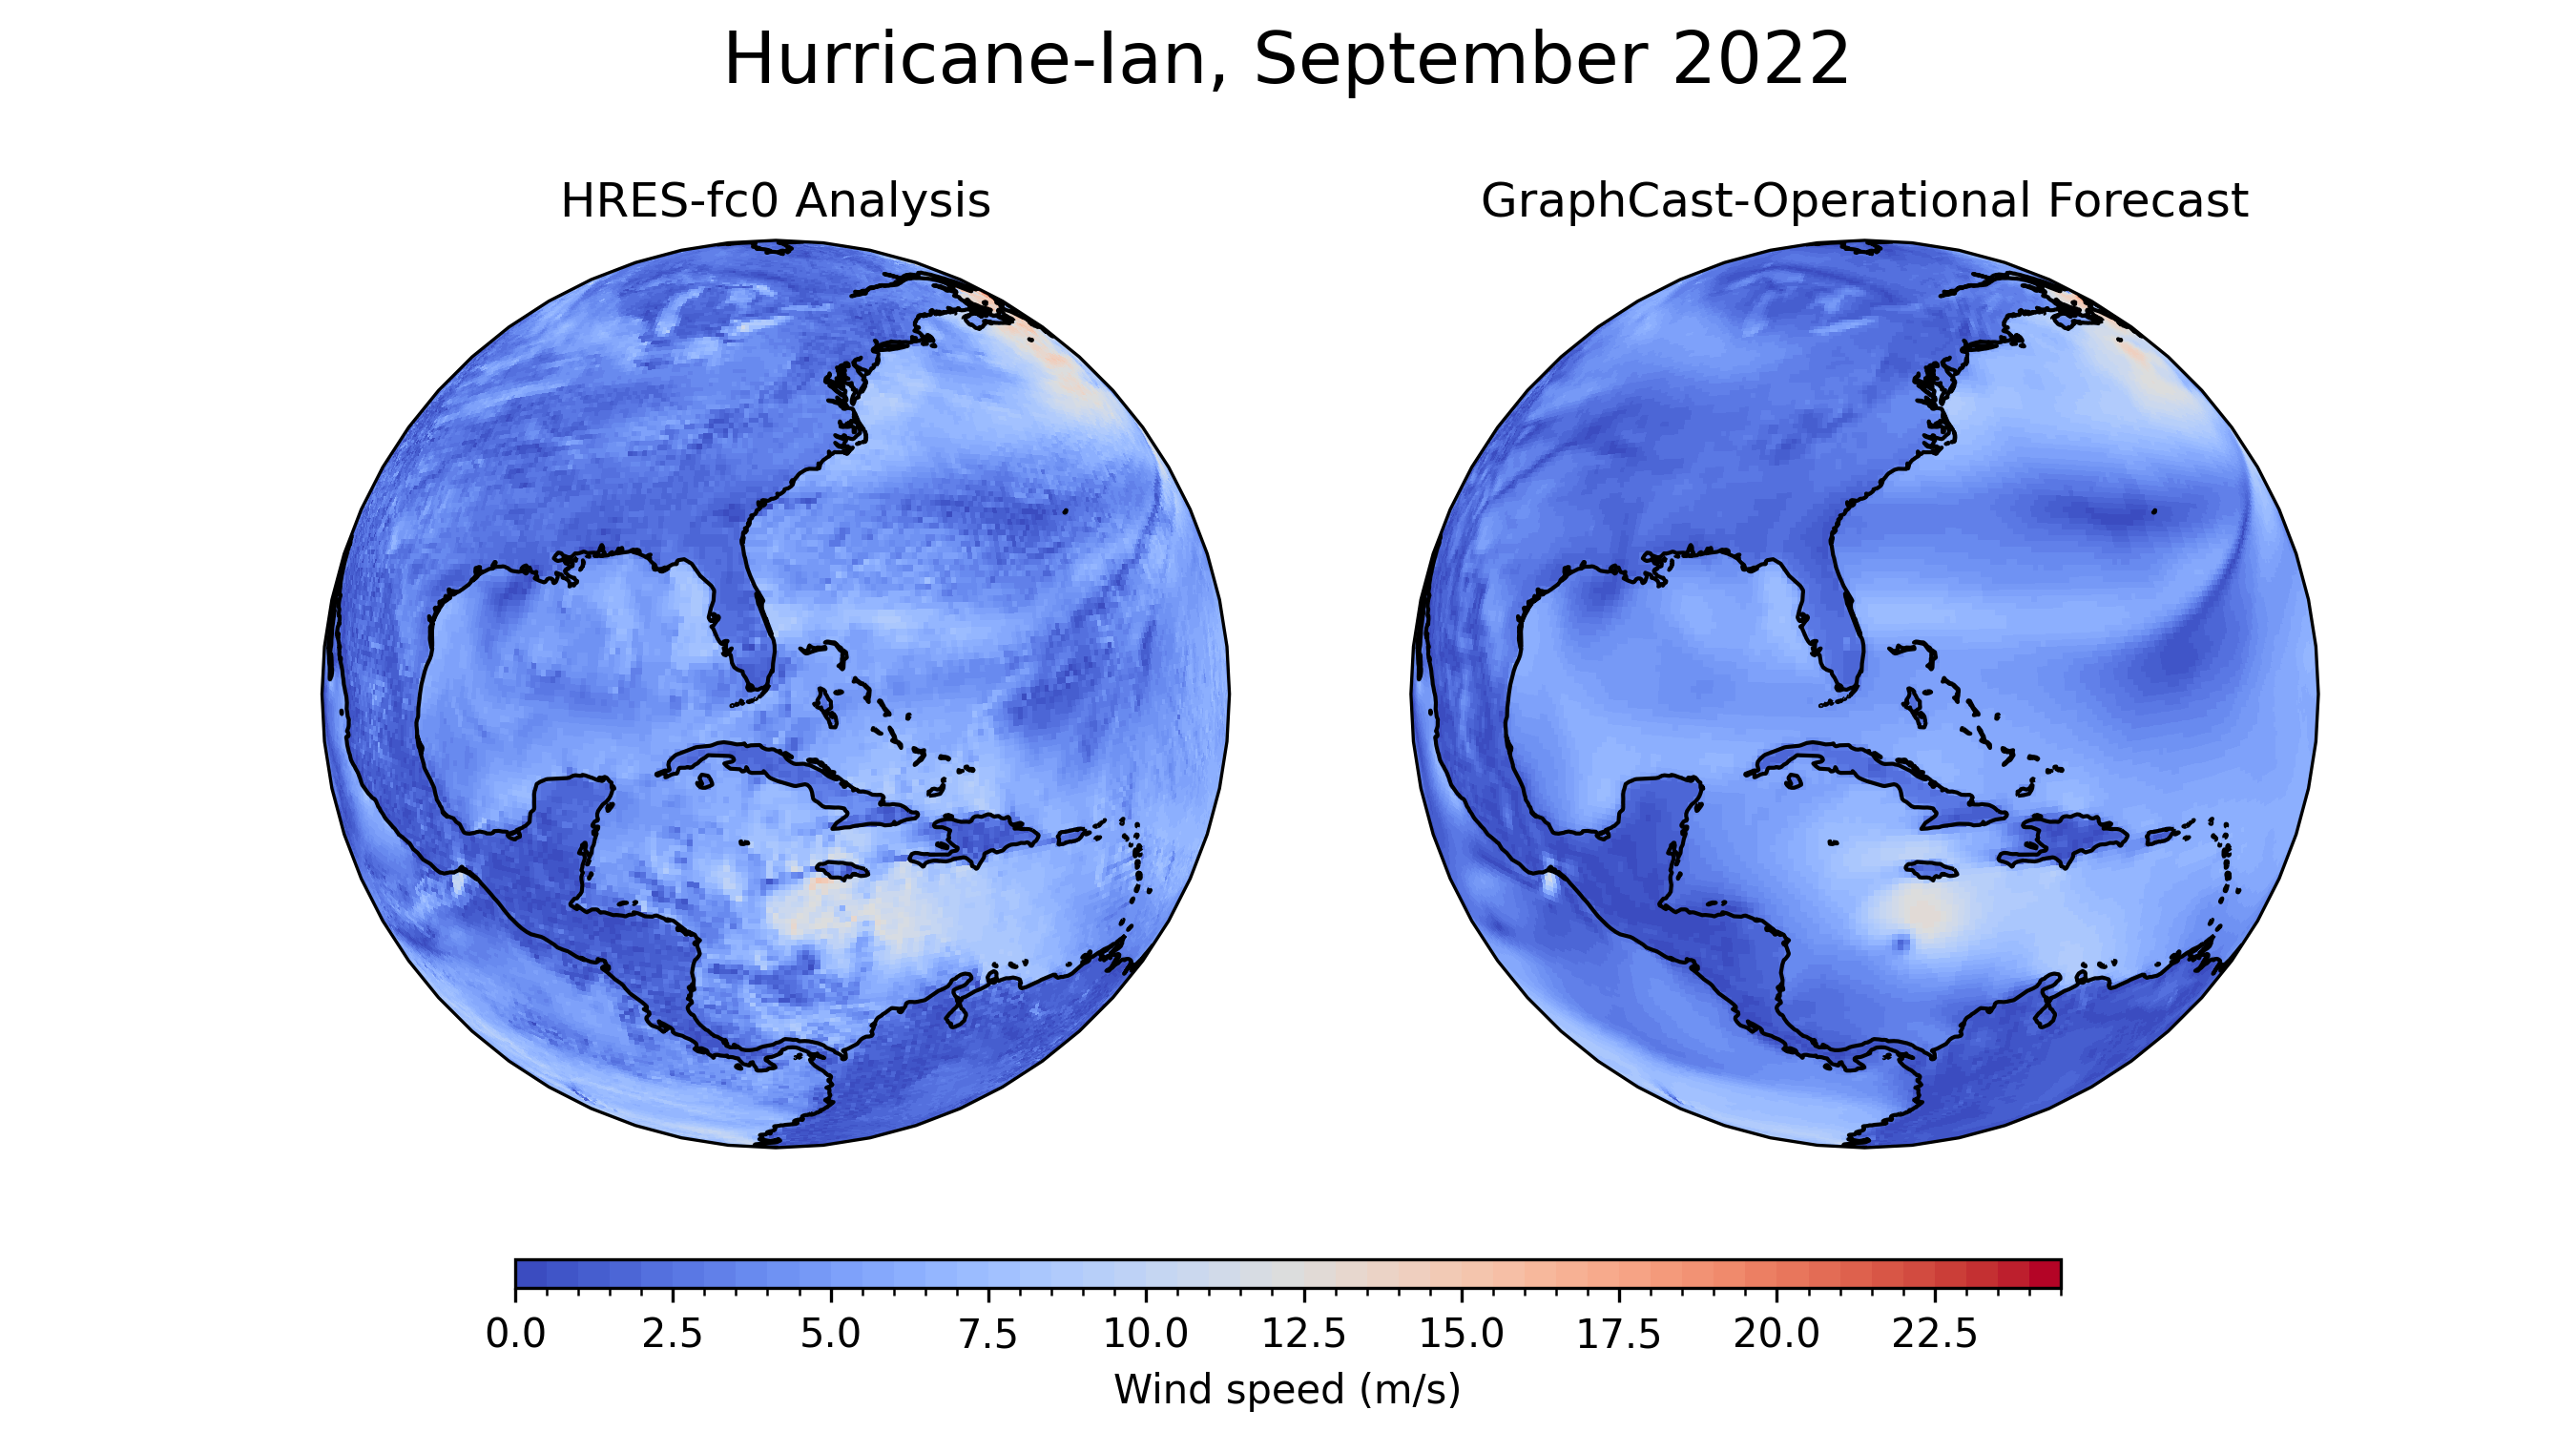 Hurricane-Ian, September 2022
HRES-fc0 Analysis
GraphCast-Operational Forecast
0.0 2.5 5.0 7.5 10.0 12.5 15.0 17.5 20.0 22.5
Wind speed (m/s)